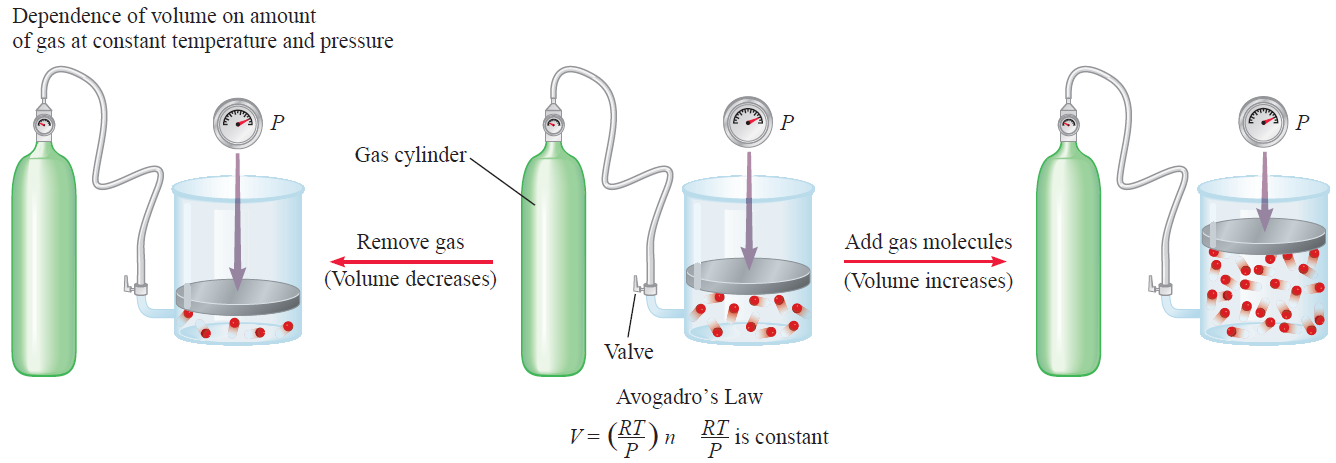 Dependence of volume on amount
of gas at constant temperature and pressure
P
P
P
Gas cylinder
Remove gas
(Volume decreases)
Add gas molecules
(Volume increases)
Valve
Avogadro’s Law
V = (RT/P) n RT/P is constant